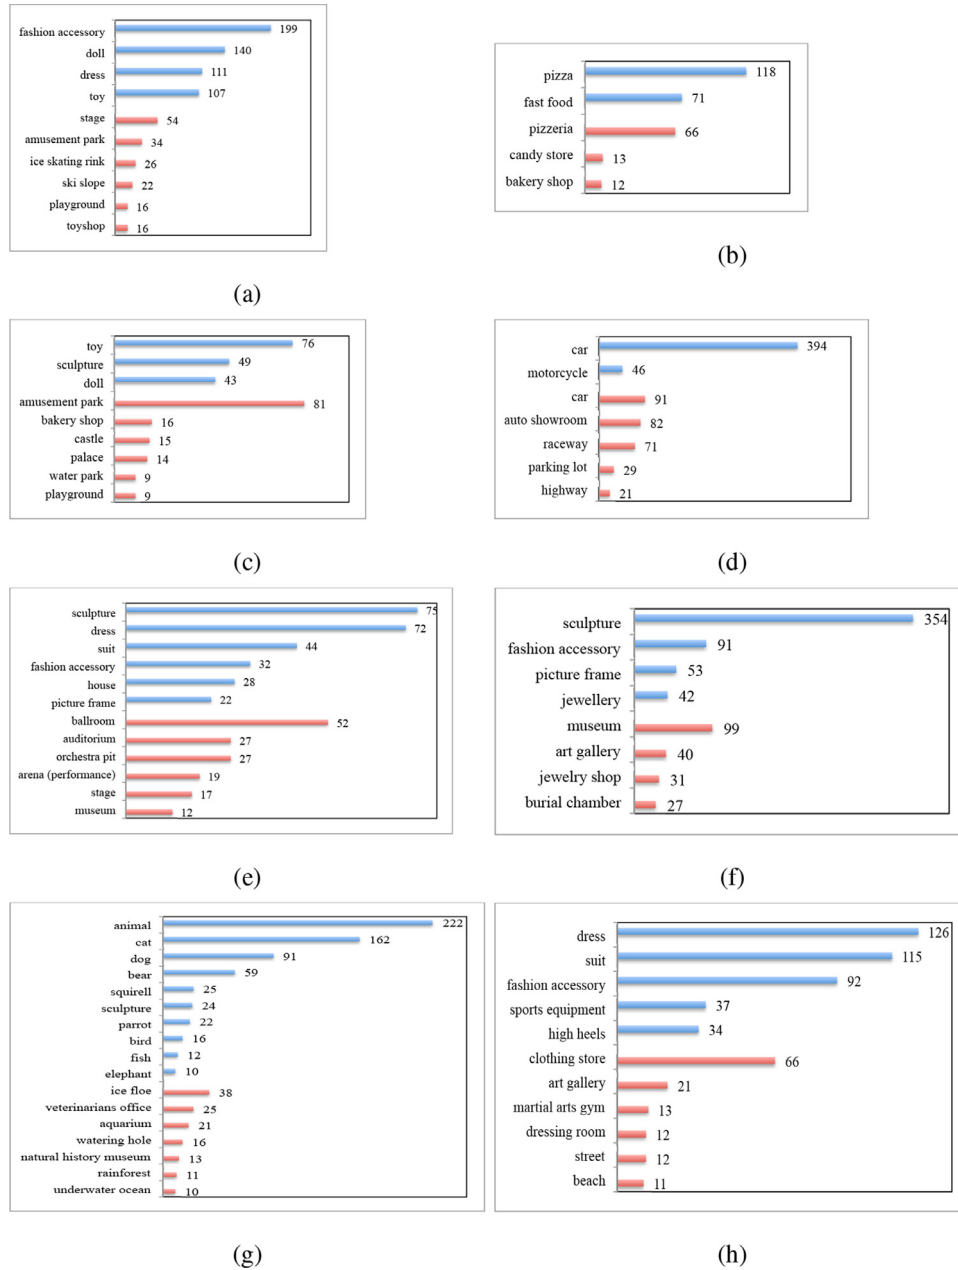 fashion accessory 199
doll 140
dress 111
toy 107
stage 54
amusement park 34
ice skating rink 26
ski slope 22
playground 16
toyshop 16
(a)
pizza 118
fast food 71
pizzeria 66
candy store 13
bakery shop 12
(b)
toy 76
sculpture 49
doll 43
amusement park 81
bakery shop 16
castle 15
palace 14
water park 9
playground 9
(c)
car 394
motorcycle 46
car 91
auto showroom 82
raceway 71
parking lot 29
highway 21
(d)
sculpture 75
dress 72
suit 44
fashion accessory 32
house 28
picture frame 22
ballroom 52
auditorium 27
orchestra pit 27
arena (performance) 19
stage 17
museum 12
(e)
sculpture 354
fashion accessory 91
picture frame 53
jewellery 42
museum 99
art gallery 40
jewelry shop 31
burial chamber 27
(f)
animal 222
cat 162
dog 91
bear 59
squirell 25
sculpture 24
parrot 22
bird 16
fish 12
elephant 10
ice floe 38
veterinarians office 25
aquarium 21
watering hole 16
natural history museum 13
rainforest 11
underwater ocean 10
(g)
dress 126
suit 115
fashion accessory 92
sports equipment 37
high heels 34
clothing store 66
art gallery 21
martial arts gym 13
dressing room 12
street 12
beach 11
(h)